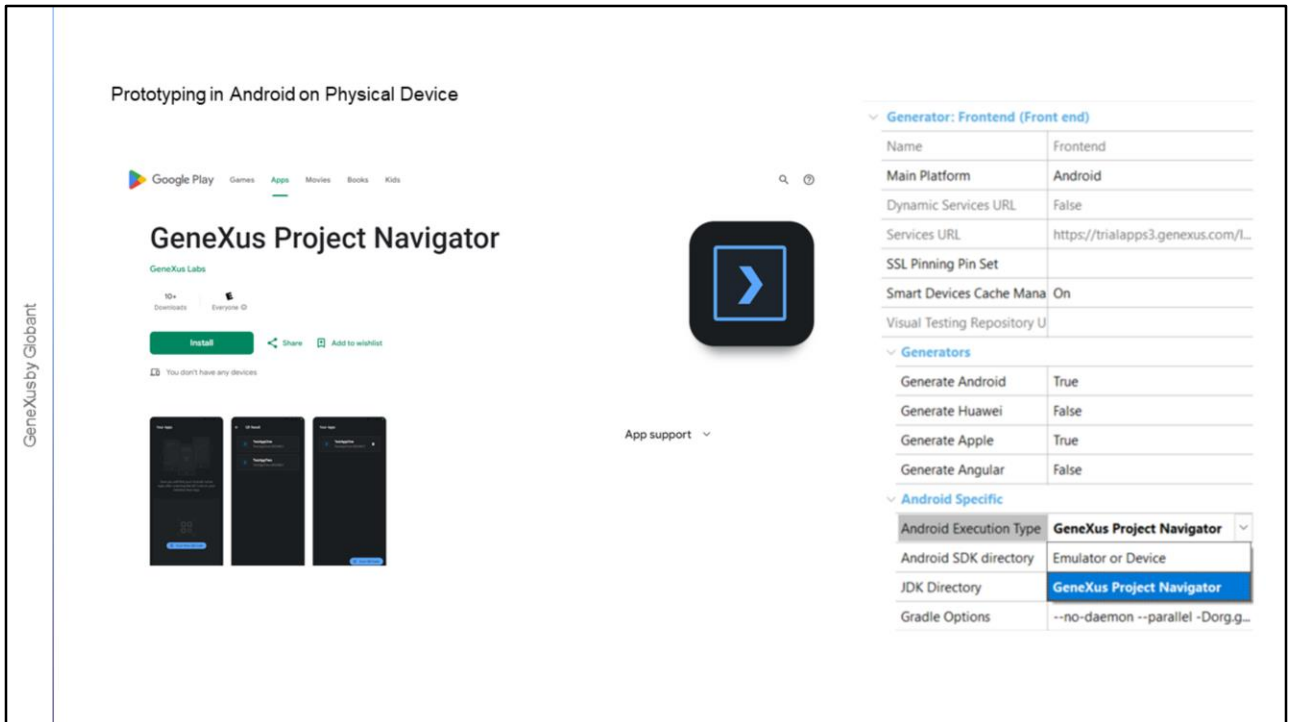 Prototyping in Android on Physical Device
GeneXusby Globant
Google Play Games Apps Movies Books Kids
GeneXus Project Navigator
GeneXus Labs
10+
Downloads Everyone
Install Share Add to wishlist
You don't have any devices
Your Apps
Your Apps
App support
Generator: Frontend (Front end)
Name Frontend
Main Platform Android
Dynamic Services URL False
Services URL https://trialapps3.genexus.com/I...
SSL Pinning Pin Set
Smart Devices Cache Mana On
Visual Testing Repository U
Generators
Generate Android True
Generate Huawei False
Generate Apple True
Generate Angular False
Android Specific
Android Execution Type GeneXus Project Navigator
Android SDK directory Emulator or Device
JDK Directory GeneXus Project Navigator
Gradle Options --no-daemon --parallel -Dorg.g...